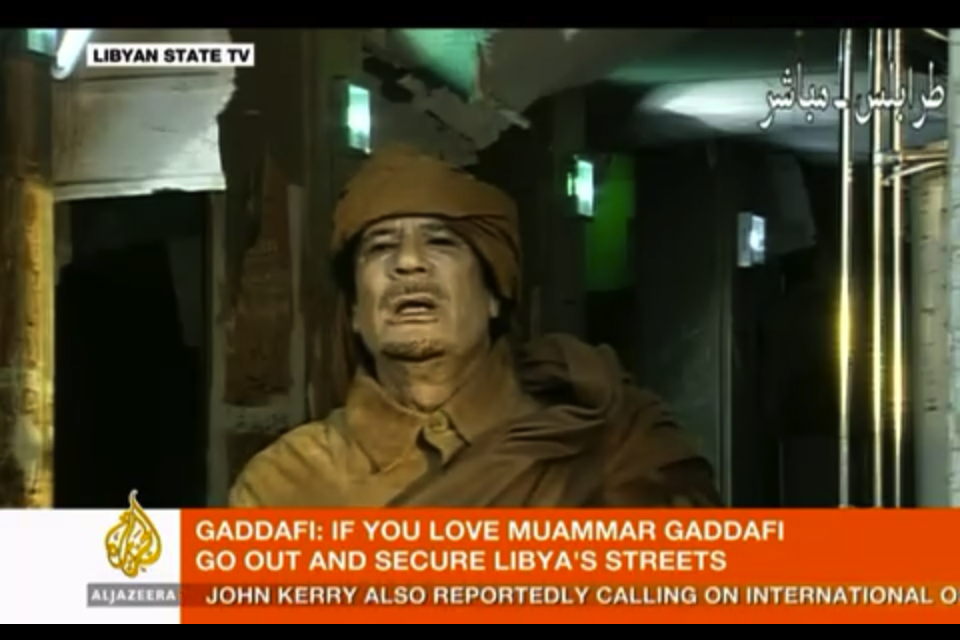 LIBYAN STATE TV
طرابلس - مباشر
GADDAFI: IF YOU LOVE MUAMMAR GADDAFI
GO OUT AND SECURE LIBYA'S STREETS
ALJAZEERA
JOHN KERRY ALSO REPORTEDLY CALLING ON INTERNATIONAL O